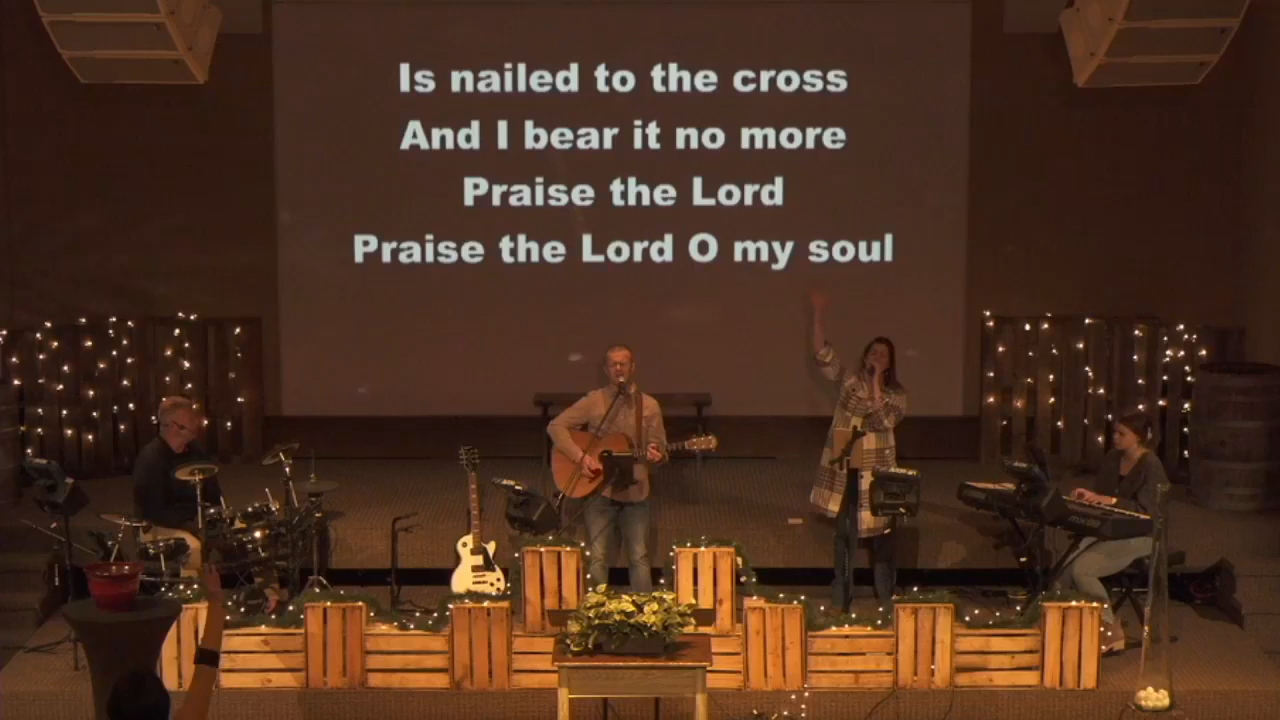 Is nailed to the cross
And I bear it no more
Praise the Lord
Praise the Lord O my soul